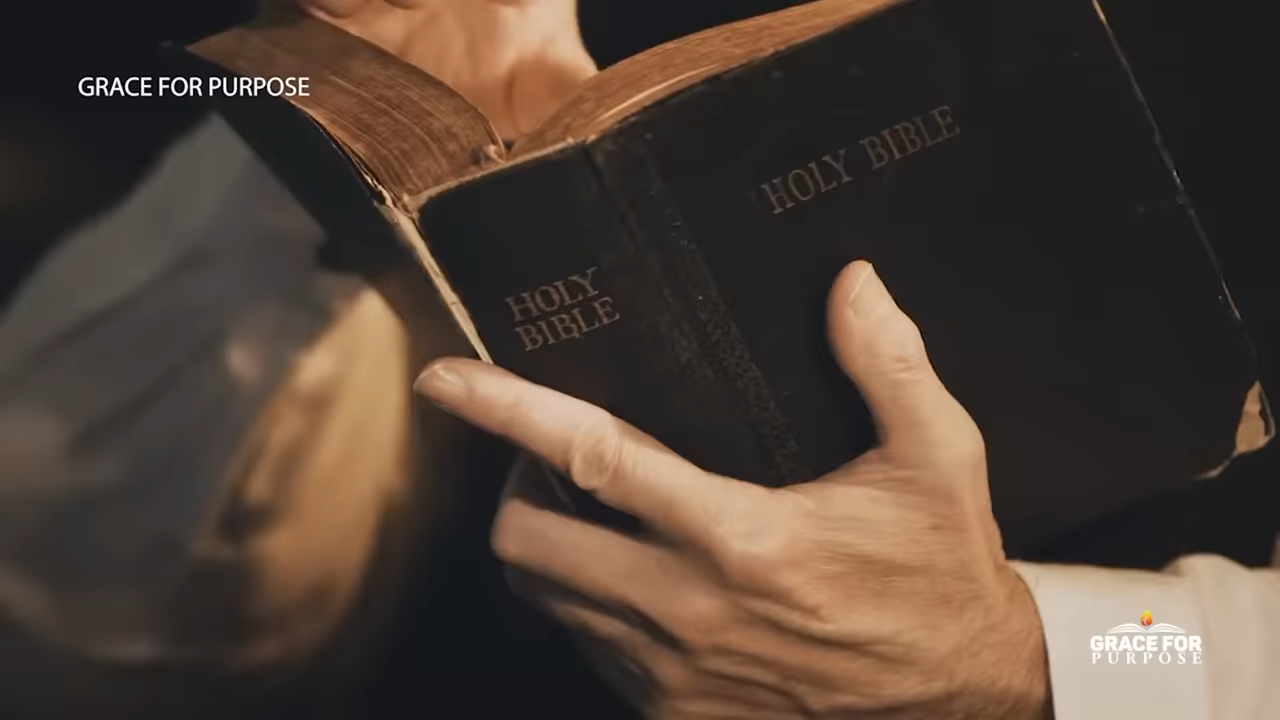 GRACE FOR PURPOSE
HOLY BIBLE
HOLY
BIBLE
GRACE FOR
PURPOSE